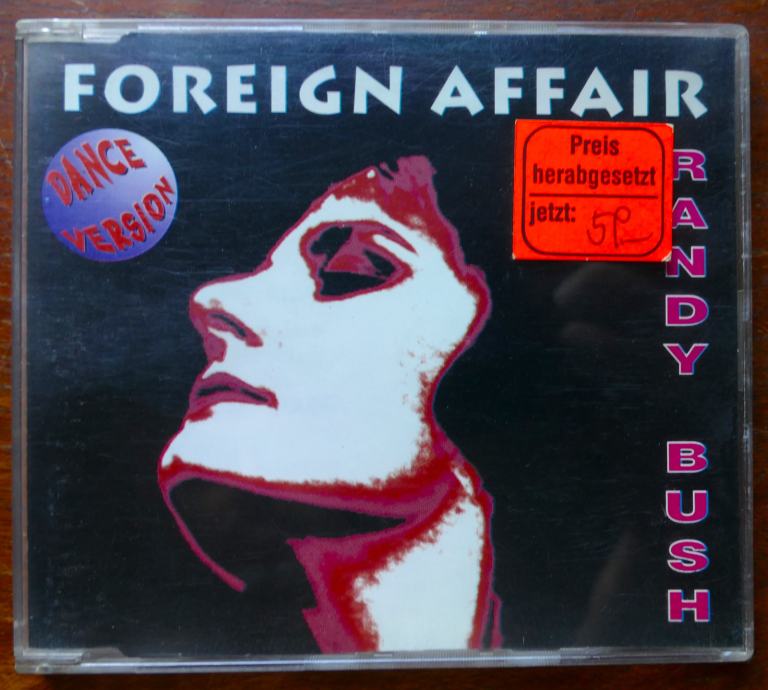 FOREIGN AFFAIR
DANCE
VERSION
Preis
herabgesetzt
jetzt: 5,-
RANDY BUSH